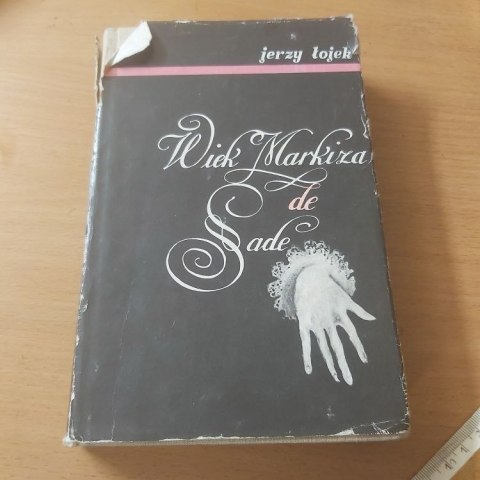 jerzy łojek
Wiek Markiza
de
Sade